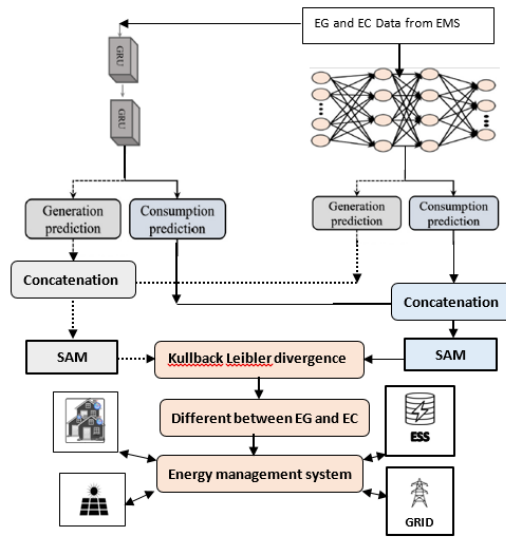 EG and EC Data from EMS
GRU
GRU
Generation
prediction
Consumption
prediction
Generation
prediction
Consumption
prediction
Concatenation
Concatenation
SAM
Kullback Leibler divergence
SAM
Different between EG and EC
ESS
Energy management system
GRID